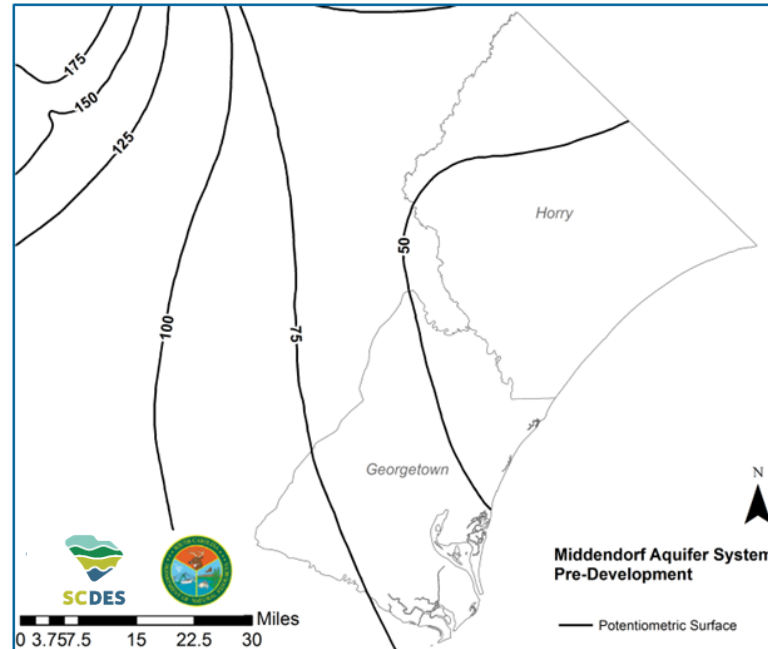 175
150
125
Horry
50
100
75
Georgetown
N
SCDES
Middendorf Aquifer System
Pre-Development
Miles
0 3.757.5 15 22.5 30
Potentiometric Surface